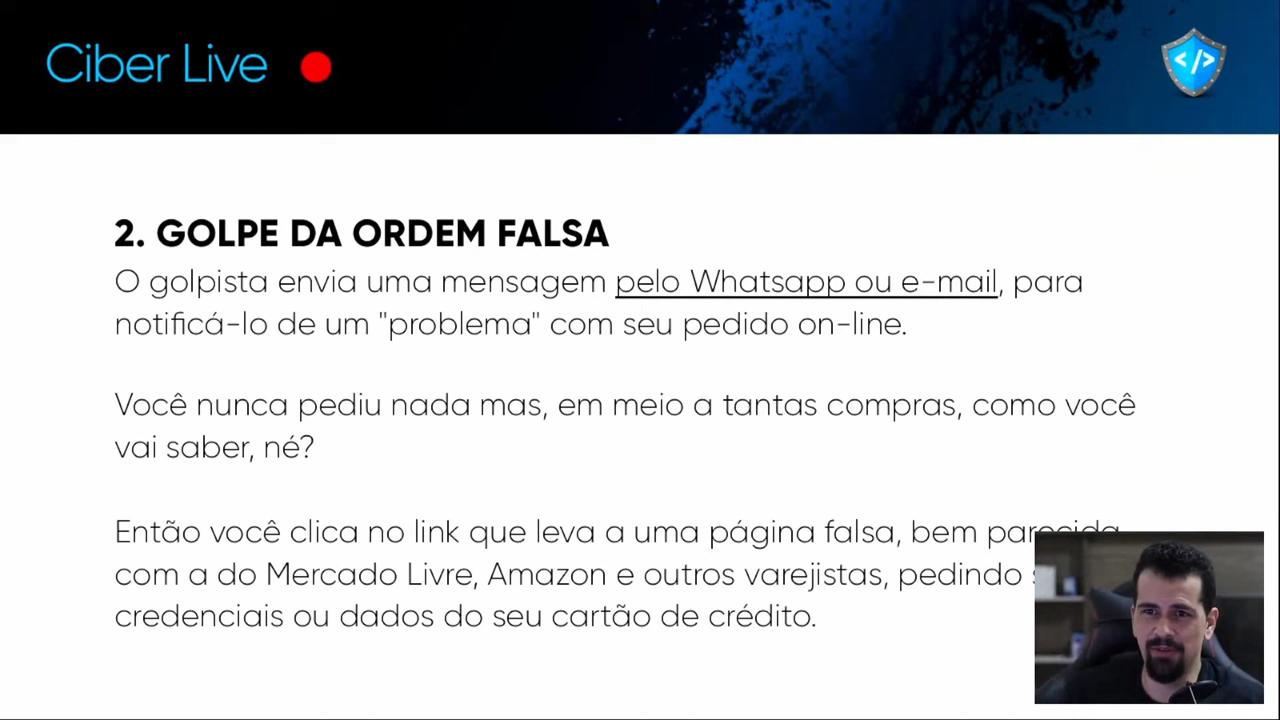 Ciber Live
</>
2. GOLPE DA ORDEM FALSA
O golpista envia uma mensagem pelo Whatsapp ou e-mail, para
notificá-lo de um "problema" com seu pedido on-line.
Você nunca pediu nada mas, em meio a tantas compras, como você
vai saber, né?
Então você clica no link que leva a uma página falsa, bem parecida
com a do Mercado Livre, Amazon e outros varejistas, pedindo
credenciais ou dados do seu cartão de crédito.